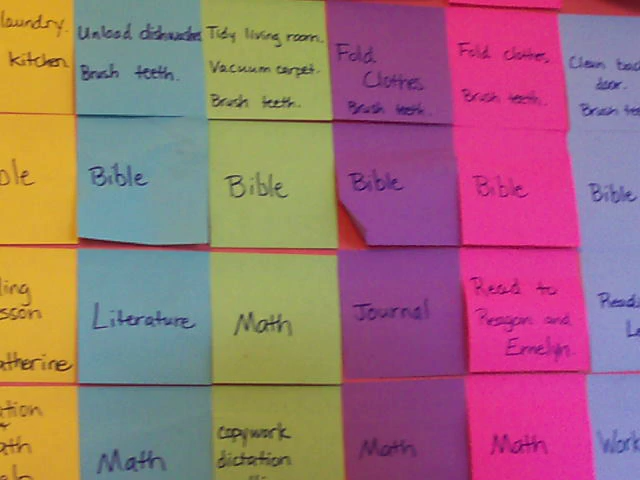 laundry.
kitchen
Unload dishwasher
Brush teeth.
Tidy living room.
Vacuum carpet.
Brush teeth.
Fold
Clothes
Brush teeth.
Fold clothes.
Brush teeth.
Clean
door.
Brush
Bible
Bible
Bible
Bible
Bible
Literature
Math
Journal
Read to
Reagan and
Emelyn.
Math
copywork
dictation
Math
Math
Work